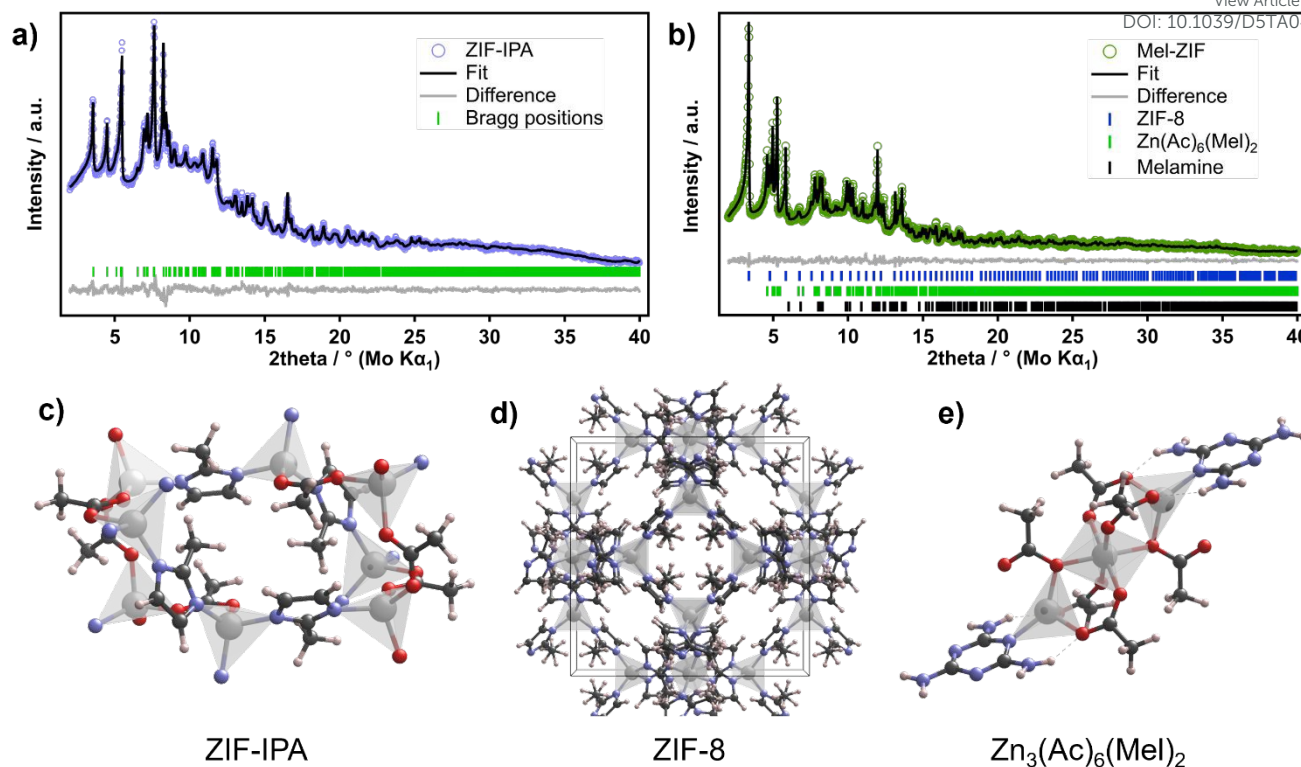 View Article
DOI: 10.1039/D5TA0
a)
ZIF-IPA
Fit
Difference
Bragg positions
Intensity / a.u.
5 10 15 20 25 30 35 40
2theta / ° (Mo Kα₁)
b)
Mel-ZIF
Fit
Difference
ZIF-8
Zn(Ac)₆(Mel)₂
Melamine
Intensity / a.u.
5 10 15 20 25 30 35 40
2theta / ° (Mo Kα₁)
c)
d)
e)
ZIF-IPA
ZIF-8
Zn₃(Ac)₆(Mel)₂